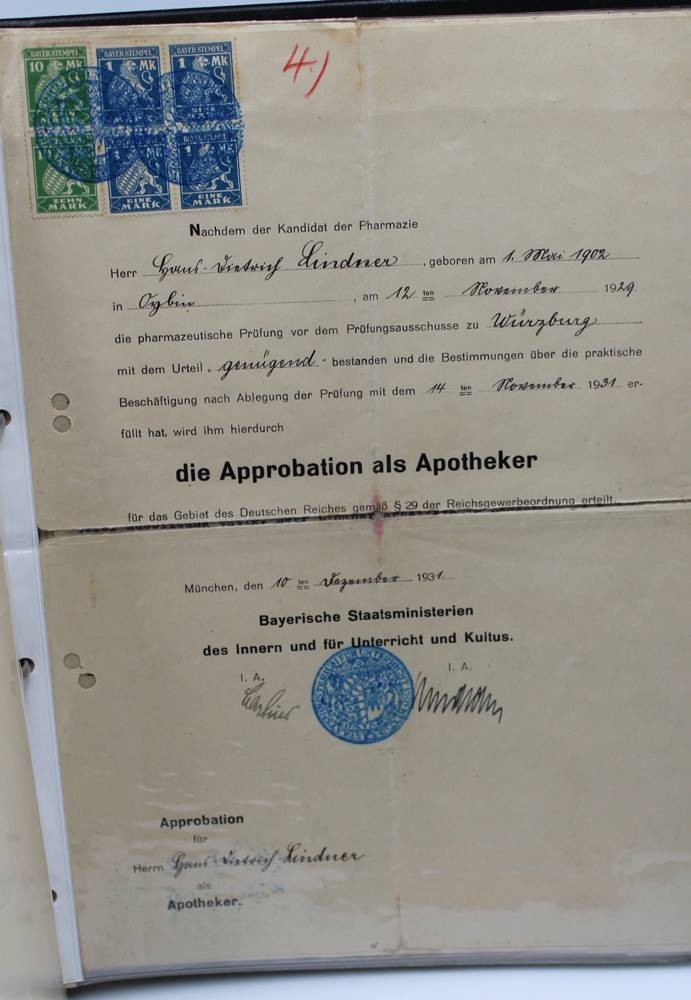 BAYER.STEMPEL BAYER.STEMPEL BAYER.STEMPEL
10 MK 1 MK 1 MK
ZEHN MARK EINE MARK EINE MARK
4.)
Nachdem der Kandidat der Pharmazie
Herr Hans-Dietrich Lindner, geboren am 1. Mai 1902
in Oybin, am 12 ten November 1929
die pharmazeutische Prüfung vor dem Prüfungsausschusse zu Würzburg
mit dem Urteil „genügend" bestanden und die Bestimmungen über die praktische
Beschäftigung nach Ablegung der Prüfung mit dem 14 ten November 1931 er-
füllt hat, wird ihm hierdurch
die Approbation als Apotheker
für das Gebiet des Deutschen Reiches gemäß § 29 der Reichsgewerbeordnung erteilt.
München, den 10 ten Dezember 1931.
Bayerische Staatsministerien
des Innern und für Unterricht und Kultus.
I. A. I. A.
Approbation
für
Herrn Hans-Dietrich Lindner
als
Apotheker.